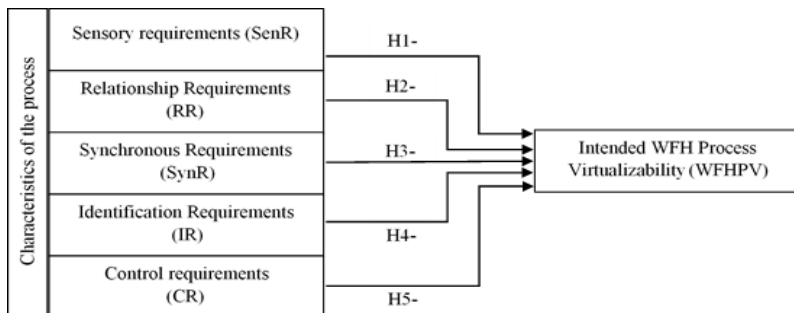 Characteristics of the process
Sensory requirements (SenR)
Relationship Requirements
(RR)
Synchronous Requirements
(SynR)
Identification Requirements
(IR)
Control requirements
(CR)
H1-
H2-
H3-
H4-
H5-
Intended WFH Process
Virtualizability (WFHPV)